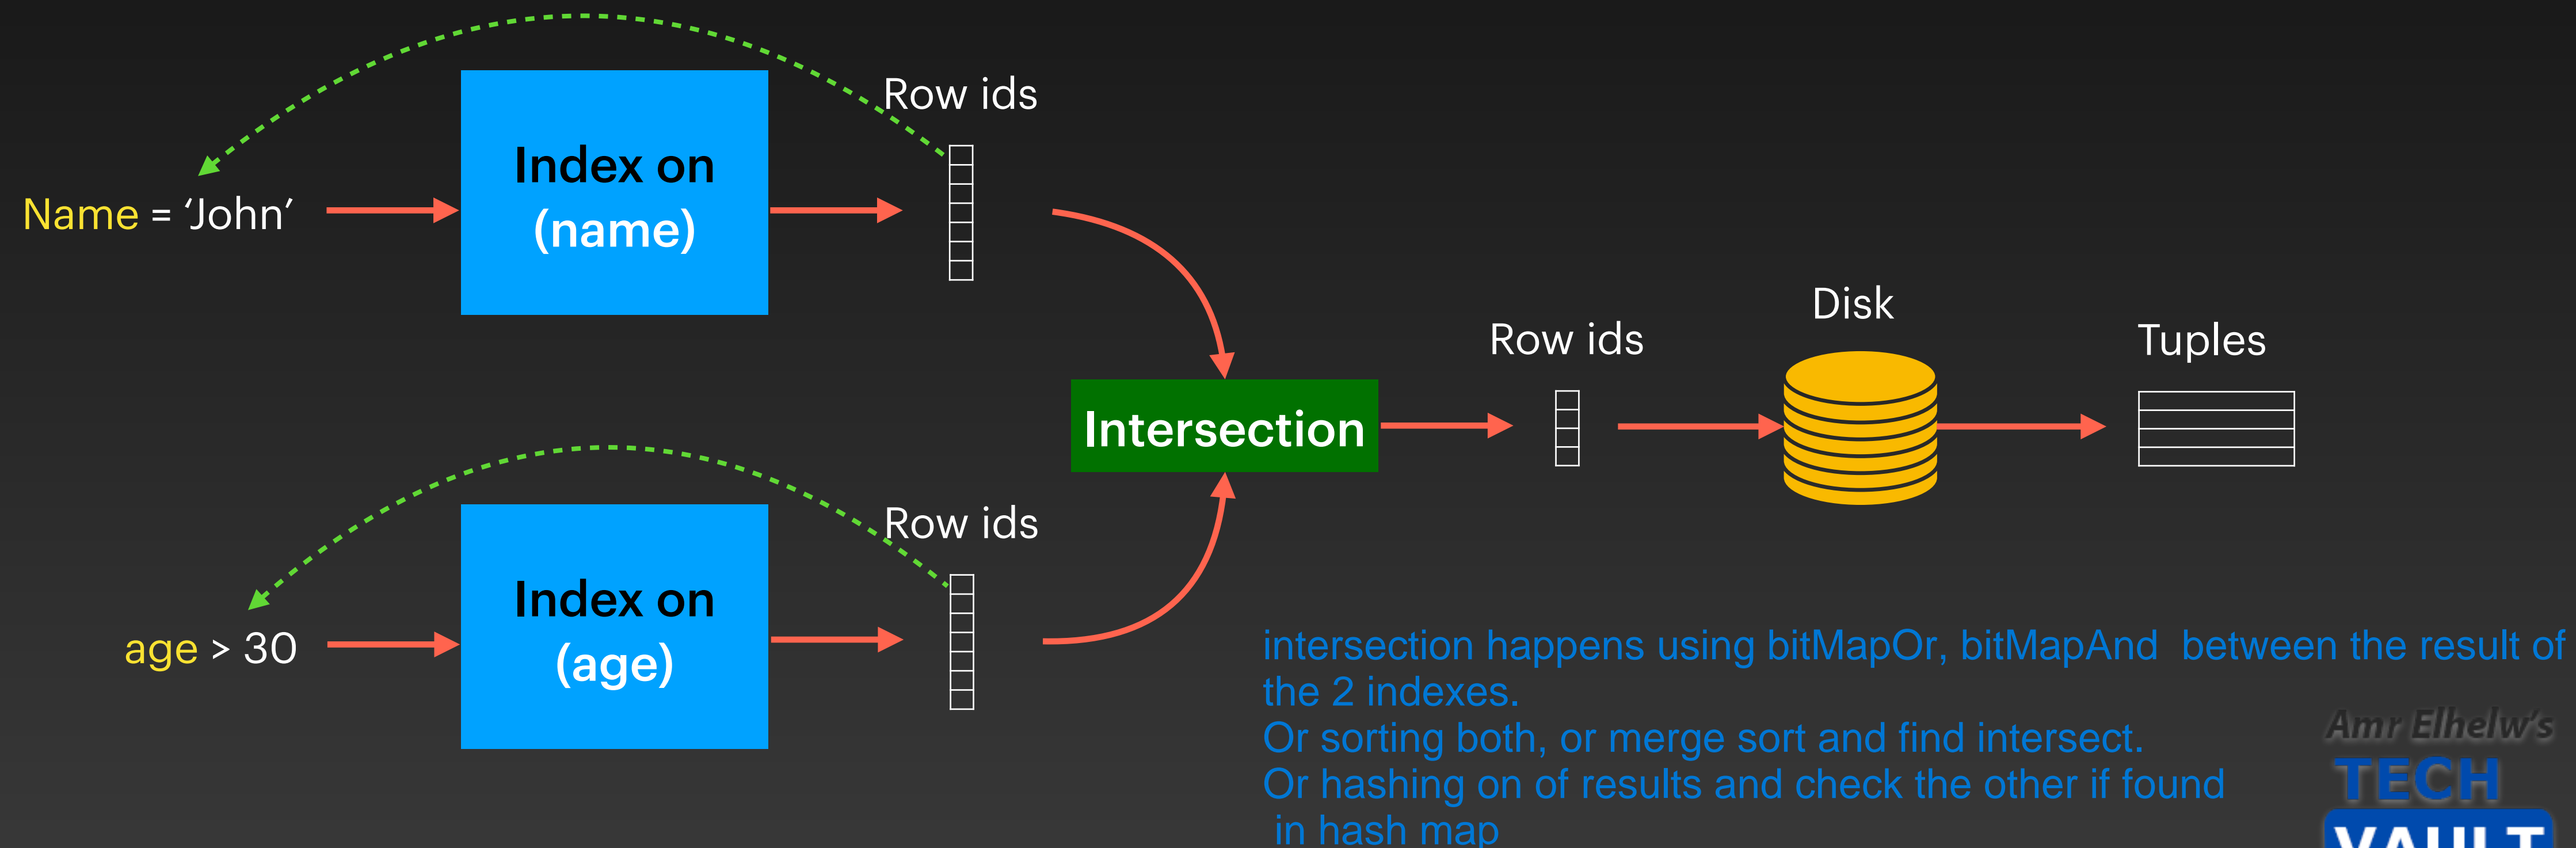 Row ids
Index on
(name)
Name = ‘John’
Disk
Row ids
Tuples
Intersection
Row ids
Index on
(age)
age > 30
intersection happens using bitMapOr, bitMapAnd between the result of
the 2 indexes.
Or sorting both, or merge sort and find intersect.
Or hashing on of results and check the other if found
in hash map
Amr Elhelw's
TECH
VAULT